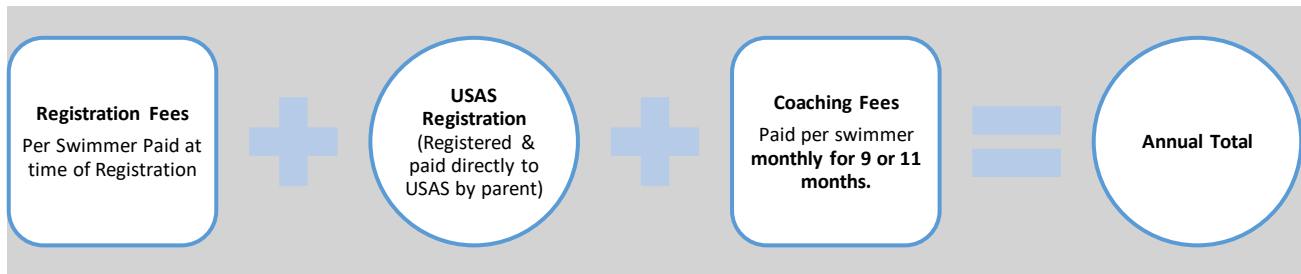 Registration Fees
Per Swimmer Paid at
time of Registration
USAS
Registration
(Registered &
paid directly to
USAS by parent)
Coaching Fees
Paid per swimmer
monthly for 9 or 11
months.
Annual Total